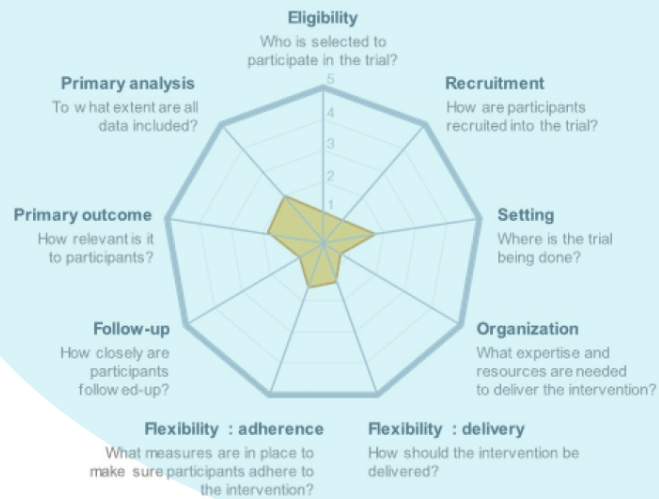 Eligibility
Who is selected to
participate in the trial?
Primary analysis
To what extent are all
data included?
Recruitment
How are participants
recruited into the trial?
5
4
3
2
1
Primary outcome
How relevant is it
to participants?
Setting
Where is the trial
being done?
Follow-up
How closely are
participants
followed-up?
Organization
What expertise and
resources are needed
to deliver the intervention?
Flexibility : adherence
What measures are in place to
make sure participants adhere to
the intervention?
Flexibility : delivery
How should the intervention be
delivered?